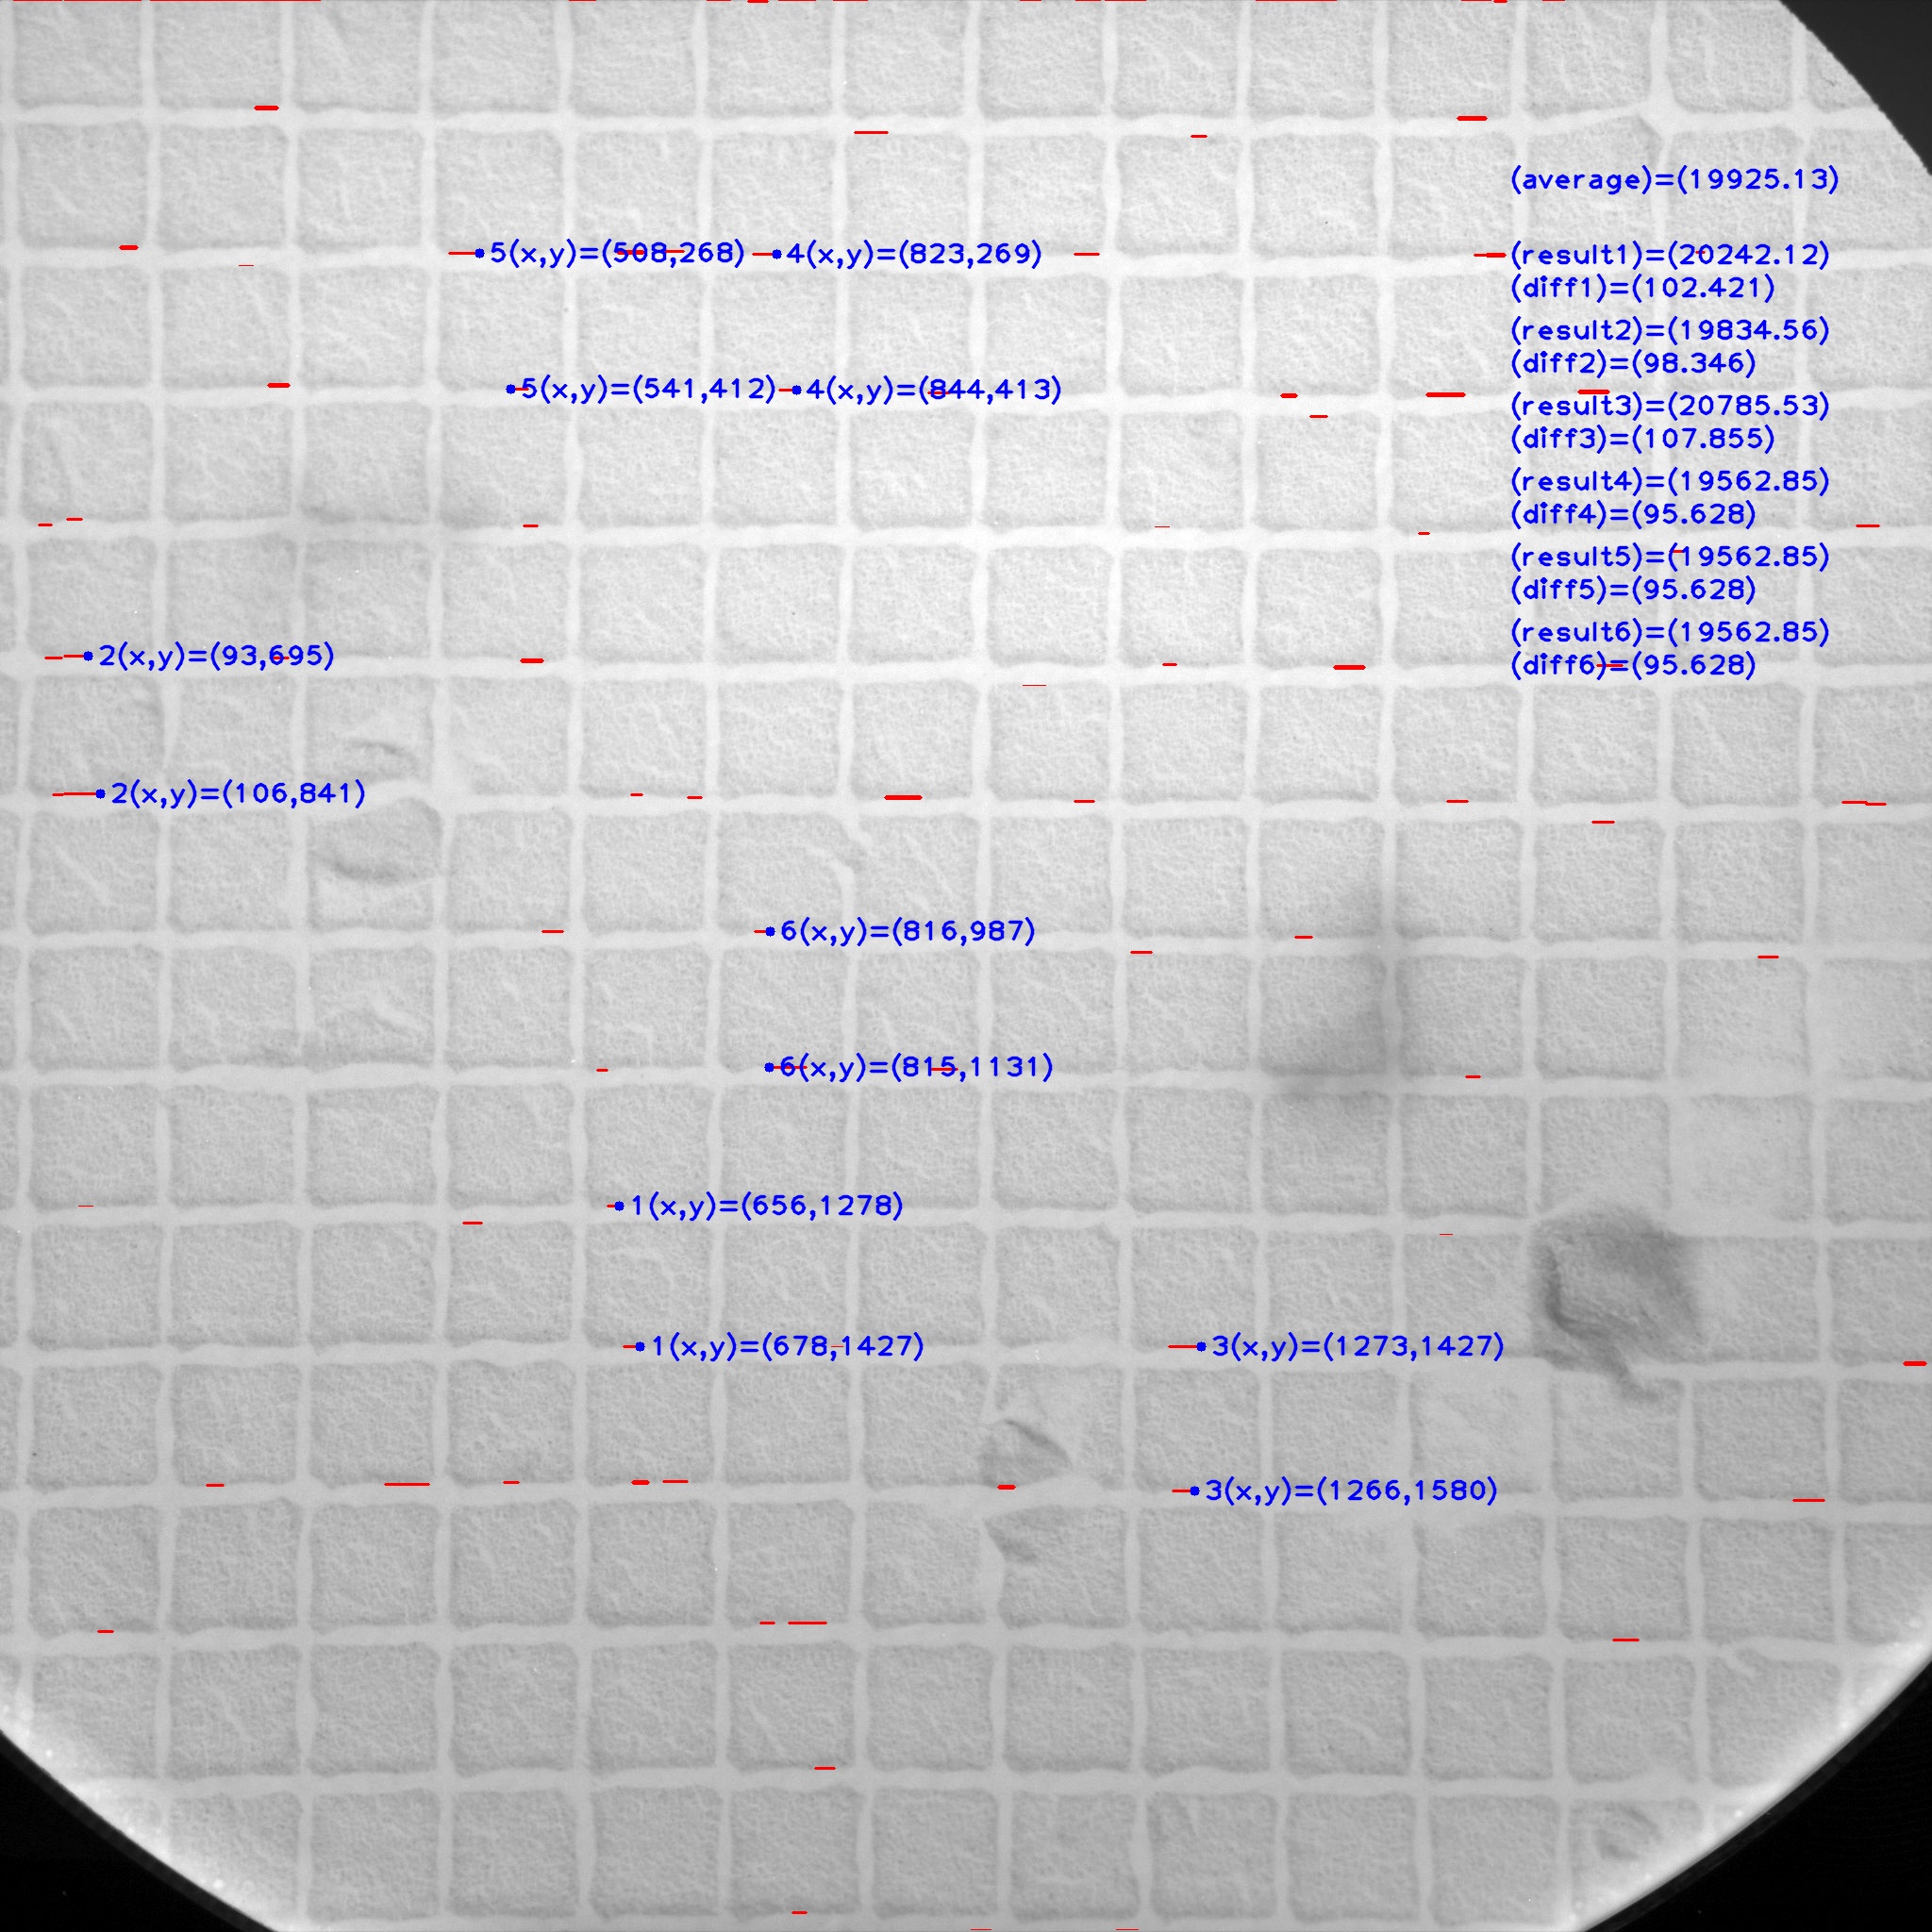 (average)=(19925.13)
5(x,y)=(508,268)
4(x,y)=(823,269)
(result1)=(20242.12)
(diff1)=(102.421)
(result2)=(19834.56)
(diff2)=(98.346)
5(x,y)=(541,412)
4(x,y)=(844,413)
(result3)=(20785.53)
(diff3)=(107.855)
(result4)=(19562.85)
(diff4)=(95.628)
(result5)=(19562.85)
(diff5)=(95.628)
(result6)=(19562.85)
(diff6)=(95.628)
2(x,y)=(93,695)
2(x,y)=(106,841)
6(x,y)=(816,987)
6(x,y)=(815,1131)
1(x,y)=(656,1278)
1(x,y)=(678,1427)
3(x,y)=(1273,1427)
3(x,y)=(1266,1580)